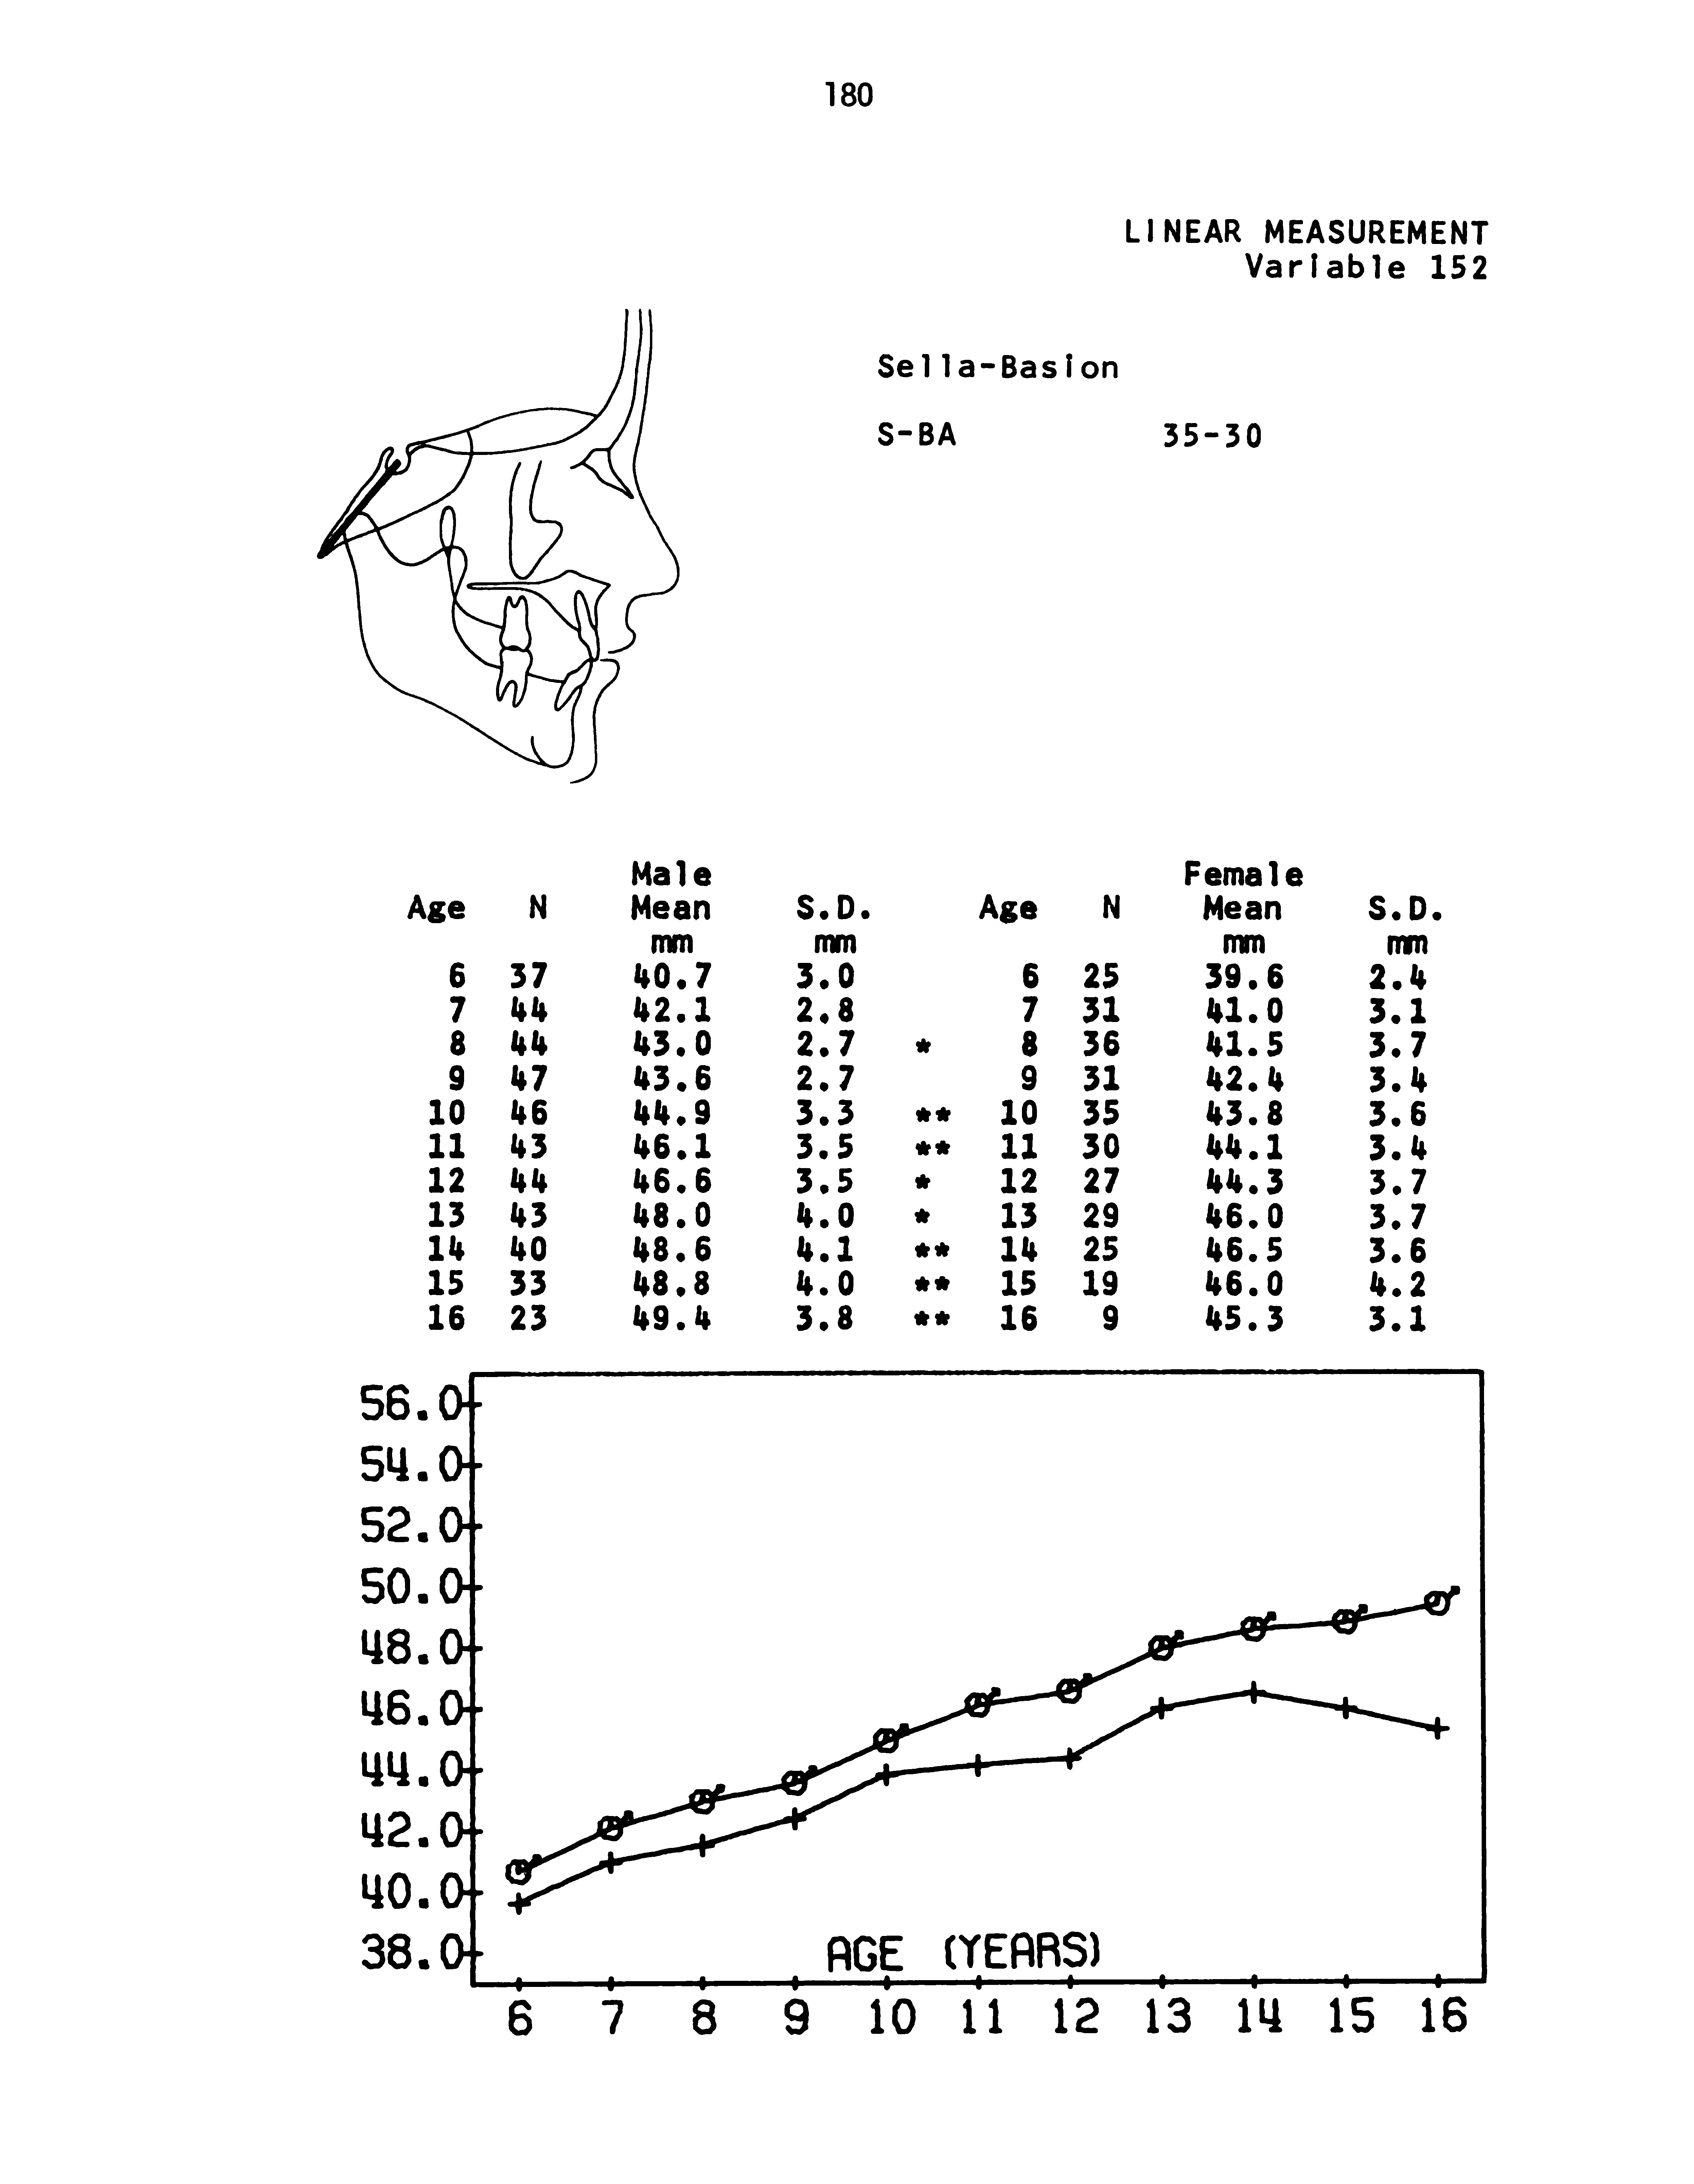 180
LINEAR MEASUREMENT
Variable 152
Sella-Basion
S-BA 35-30
Male Female
Age N Mean S.D. Age N Mean S.D.
mm mm mm mm
6 37 40.7 3.0 6 25 39.6 2.4
7 44 42.1 2.8 7 31 41.0 3.1
8 44 43.0 2.7 * 8 36 41.5 3.7
9 47 43.6 2.7 9 31 42.4 3.4
10 46 44.9 3.3 ** 10 35 43.8 3.6
11 43 46.1 3.5 ** 11 30 44.1 3.4
12 44 46.6 3.5 * 12 27 44.3 3.7
13 43 48.0 4.0 * 13 29 46.0 3.7
14 40 48.6 4.1 ** 14 25 46.5 3.6
15 33 48.8 4.0 ** 15 19 46.0 4.2
16 23 49.4 3.8 ** 16 9 45.3 3.1
56.0
54.0
52.0
50.0
48.0
46.0
44.0
42.0
40.0
38.0
AGE (YEARS)
6 7 8 9 10 11 12 13 14 15 16